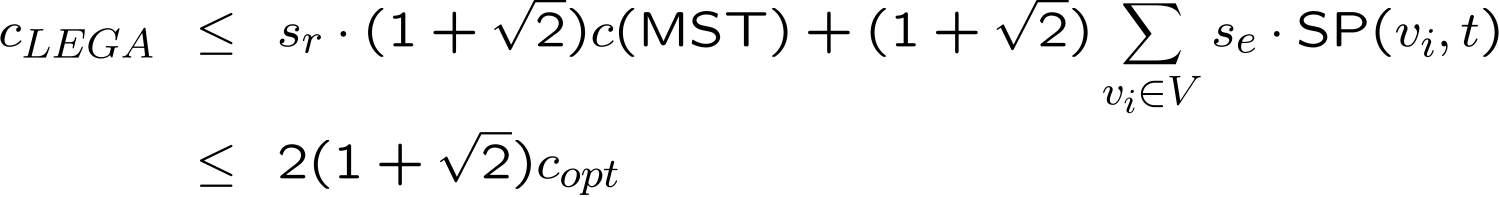 c_{LEGA} ≤ s_r · (1 + √2)c(MST) + (1 + √2) ∑_{v_i∈V} s_e · SP(v_i, t)
≤ 2(1 + √2)c_{opt}